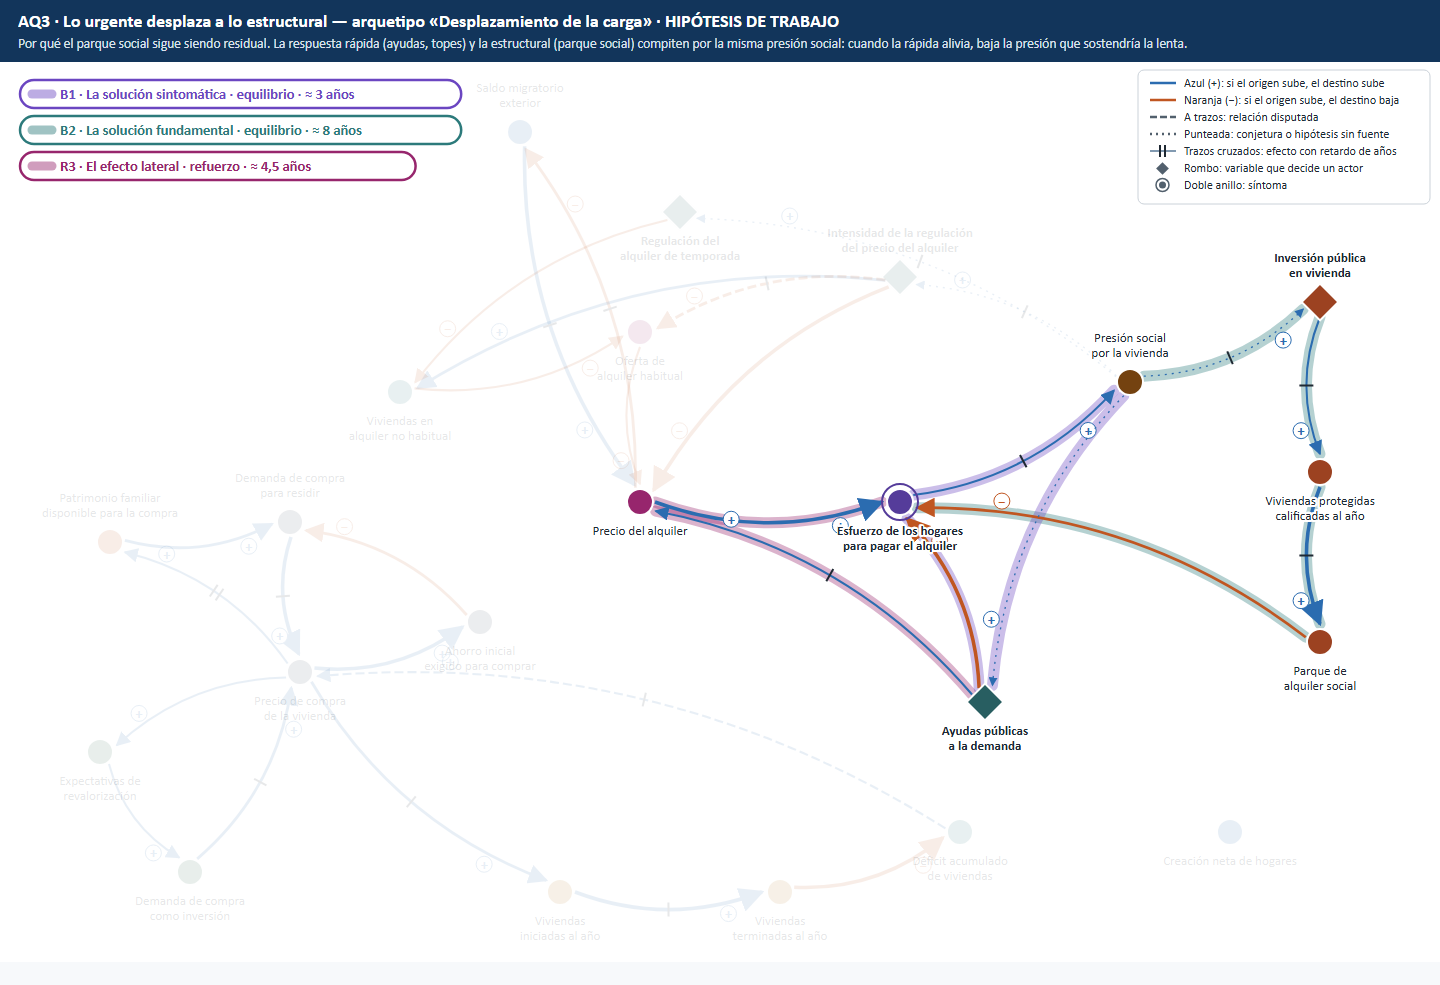 AQ3 · Lo urgente desplaza a lo estructural — arquetipo «Desplazamiento de la carga» · HIPÓTESIS DE TRABAJO
Por qué el parque social sigue siendo residual. La respuesta rápida (ayudas, topes) y la estructural (parque social) compiten por la misma presión social: cuando la rápida alivia, baja la presión que sostendría la lenta.
B1 · La solución sintomática · equilibrio · ≈ 3 años
B2 · La solución fundamental · equilibrio · ≈ 8 años
R3 · El efecto lateral · refuerzo · ≈ 4,5 años
Azul (+): si el origen sube, el destino sube
Naranja (−): si el origen sube, el destino baja
A trazos: relación disputada
Punteada: conjetura o hipótesis sin fuente
Trazos cruzados: efecto con retardo de años
Rombo: variable que decide un actor
Doble anillo: síntoma
Saldo migratorio
exterior
Regulación del
alquiler de temporada
Intensidad de la regulación
del precio del alquiler
Inversión pública
en vivienda
Presión social
por la vivienda
Oferta de
alquiler habitual
Viviendas en
alquiler no habitual
Demanda de compra
para residir
Patrimonio familiar
disponible para la compra
Precio del alquiler
Esfuerzo de los hogares
para pagar el alquiler
Viviendas protegidas
calificadas al año
Ahorro inicial
exigido para comprar
Parque de
alquiler social
Precio de compra
de la vivienda
Ayudas públicas
a la demanda
Expectativas de
revalorización
Déficit acumulado
de viviendas
Creación neta de hogares
Demanda de compra
como inversión
Viviendas
iniciadas al año
Viviendas
terminadas al año